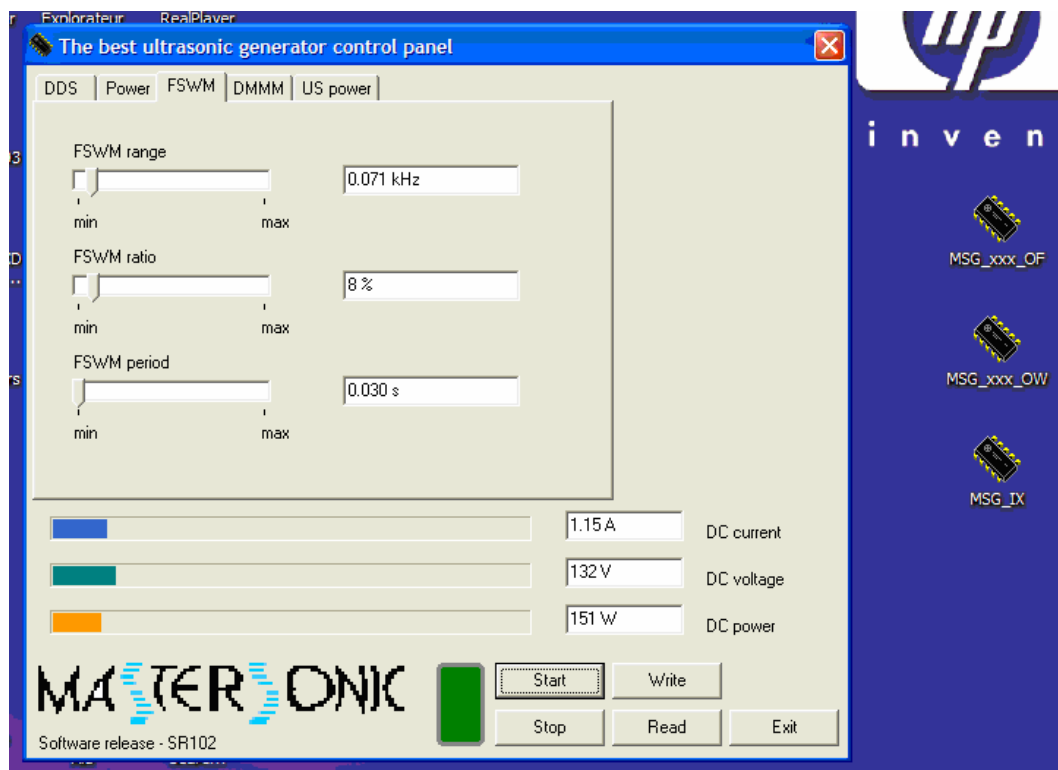 Explorateur RealPlayer
The best ultrasonic generator control panel
DDS Power FSWM DMMM US power
FSWM range
0.071 kHz
min max
FSWM ratio
8 %
min max
FSWM period
0.030 s
min max
1.15 A DC current
132 V DC voltage
151 W DC power
MASTERSONIC
Start Write
Stop Read Exit
Software release - SR102
hp
inven
MSG_xxx_OF
MSG_xxx_OW
MSG_IX